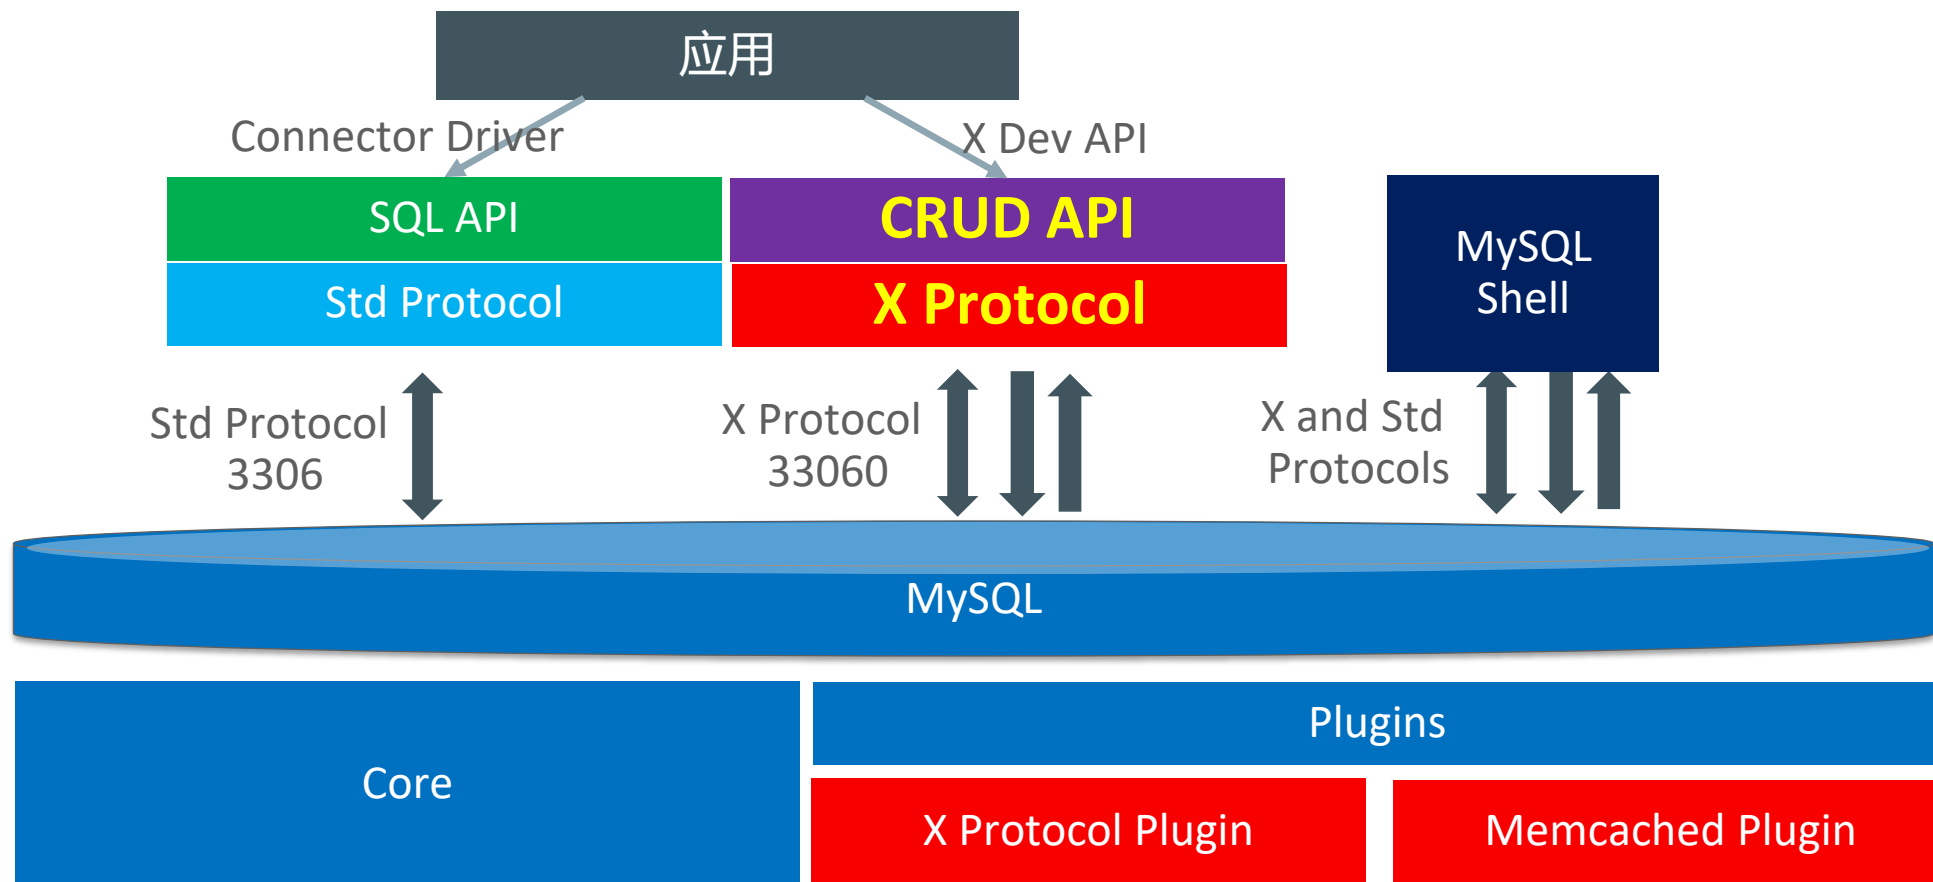 应用
Connector Driver
X Dev API
SQL API
CRUD API
Std Protocol
X Protocol
MySQL
Shell
Std Protocol
3306
X Protocol
33060
X and Std
Protocols
MySQL
Core
Plugins
X Protocol Plugin
Memcached Plugin